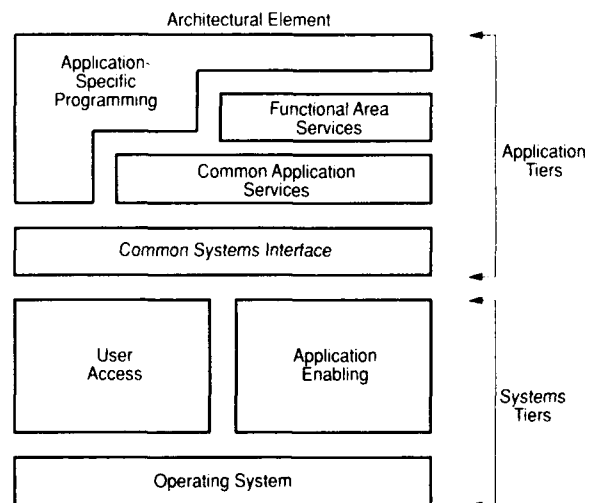 Architectural Element
Application-
Specific
Programming
Functional Area
Services
Common Application
Services
Application
Tiers
Common Systems Interface
User
Access
Application
Enabling
Systems
Tiers
Operating System